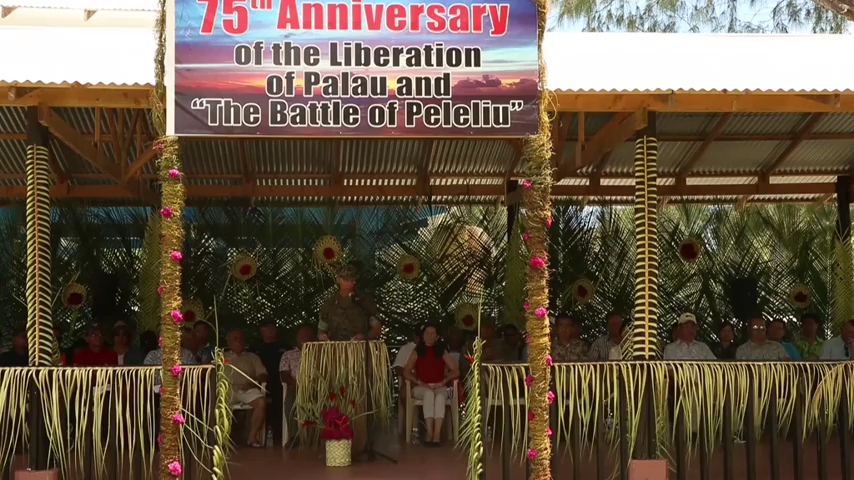 75th Anniversary
of the Liberation
of Palau and
“The Battle of Peleliu”